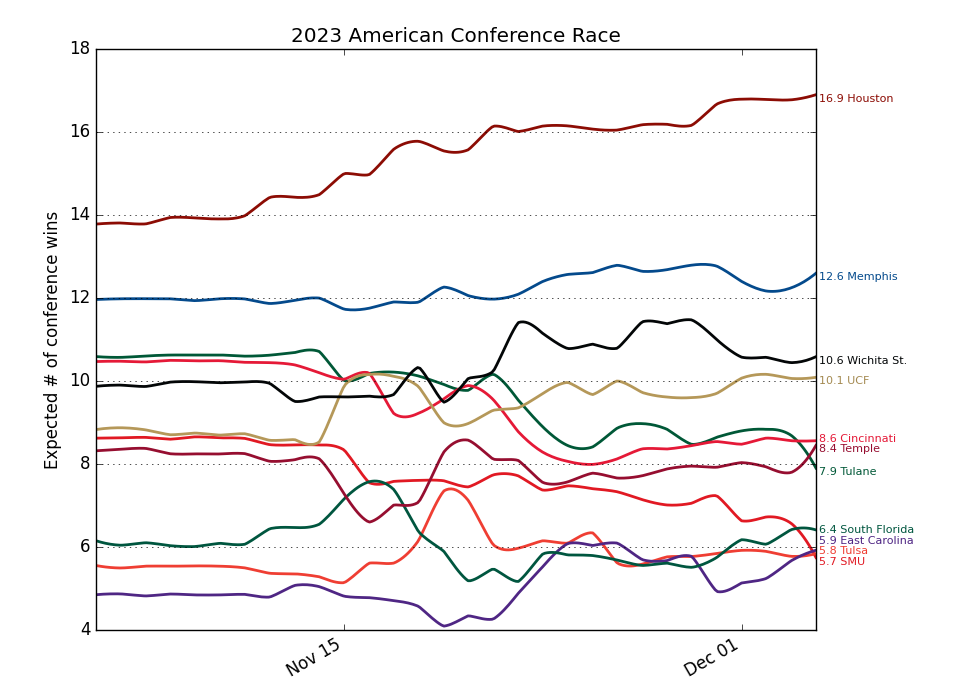 2023 American Conference Race
Expected # of conference wins
18
16
14
12
10
8
6
4
Nov 15
Dec 01
16.9 Houston
12.6 Memphis
10.6 Wichita St.
10.1 UCF
8.6 Cincinnati
8.4 Temple
7.9 Tulane
6.4 South Florida
5.9 East Carolina
5.8 Tulsa
5.7 SMU